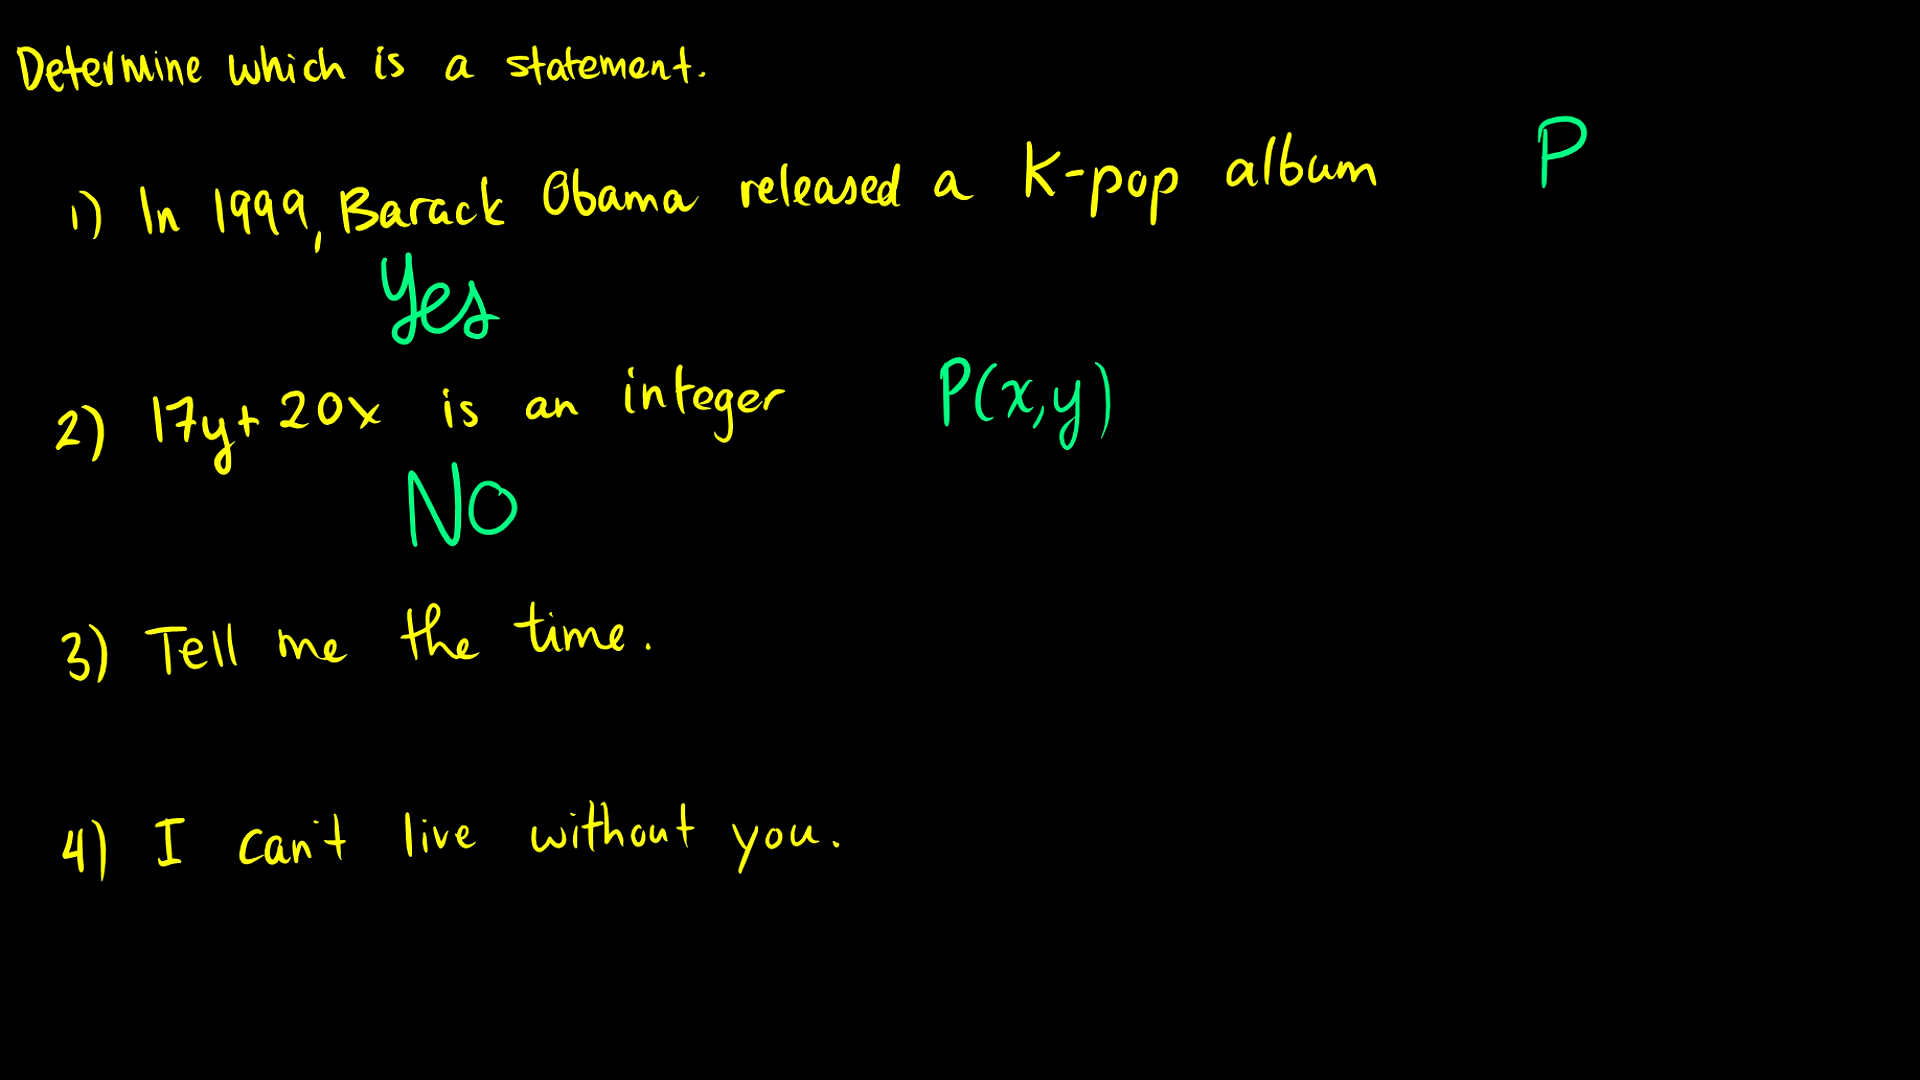 Determine which is a statement.
1) In 1999, Barack Obama released a K-pop album P
Yes
2) 17y + 20x is an integer P(x,y)
No
3) Tell me the time.
4) I can't live without you.